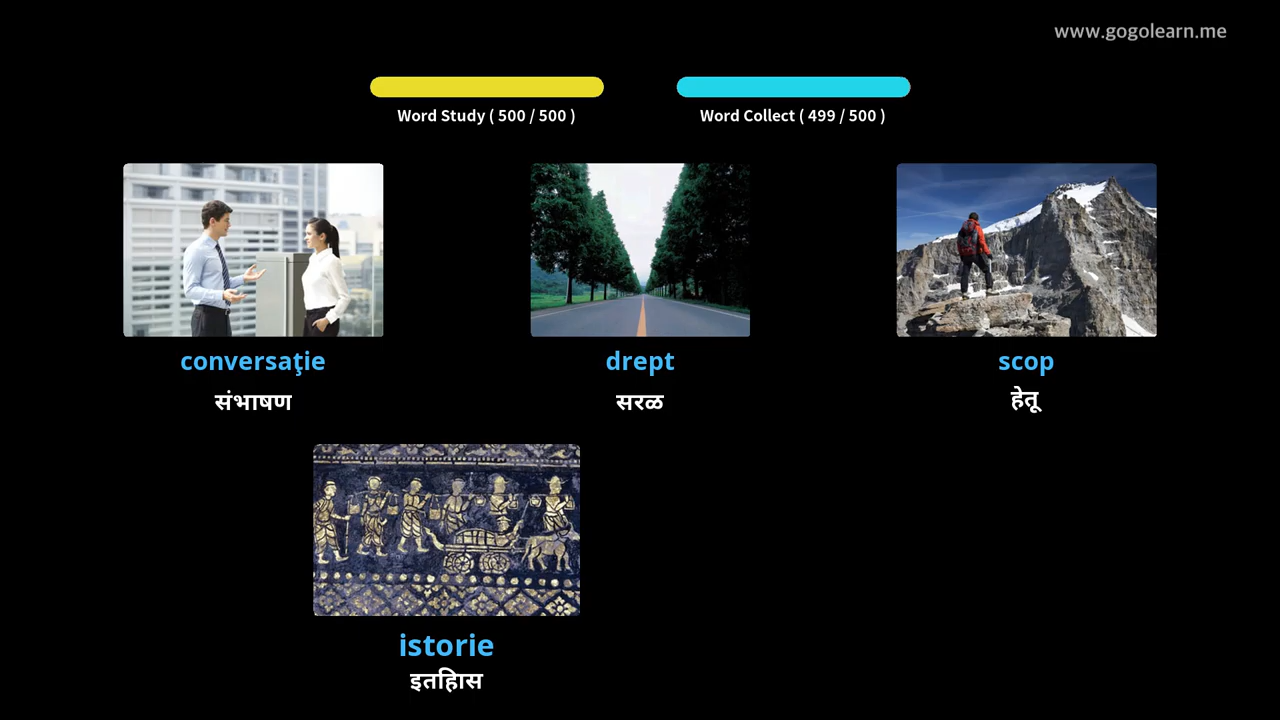 www.gogolearn.me
Word Study ( 500 / 500 )
Word Collect ( 499 / 500 )
conversaţie
drept
scop
संभाषण
सरळ
हेतू
istorie
इतिहास